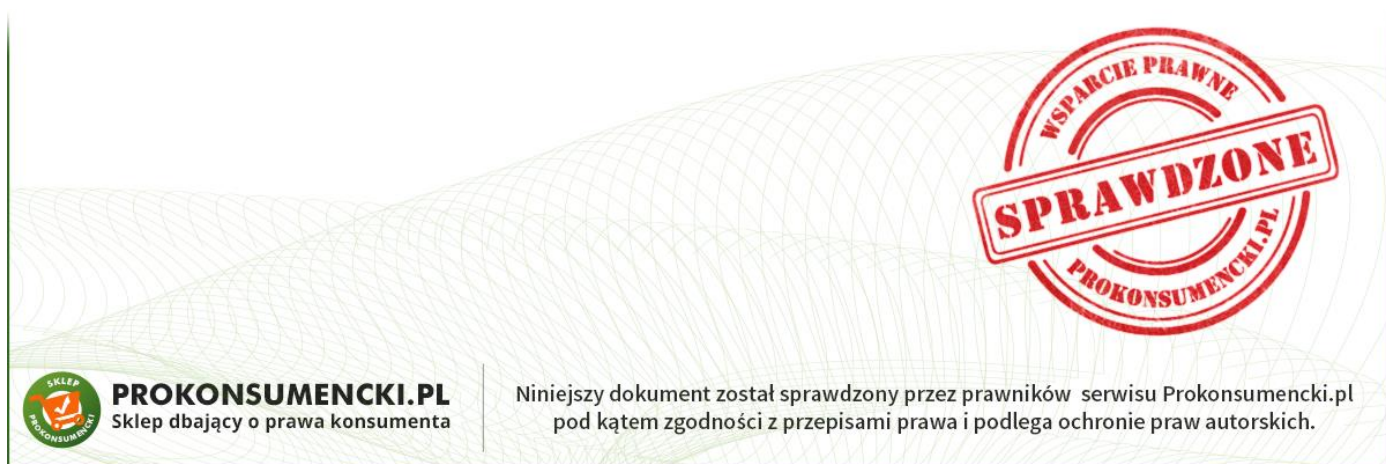 WSPARCIE PRAWNE
SPRAWDZONE
PROKONSUMENCKI.PL
SKLEP
PROKONSUMENCKI
PROKONSUMENCKI.PL
Sklep dbający o prawa konsumenta
Niniejszy dokument został sprawdzony przez prawników serwisu Prokonsumencki.pl
pod kątem zgodności z przepisami prawa i podlega ochronie praw autorskich.